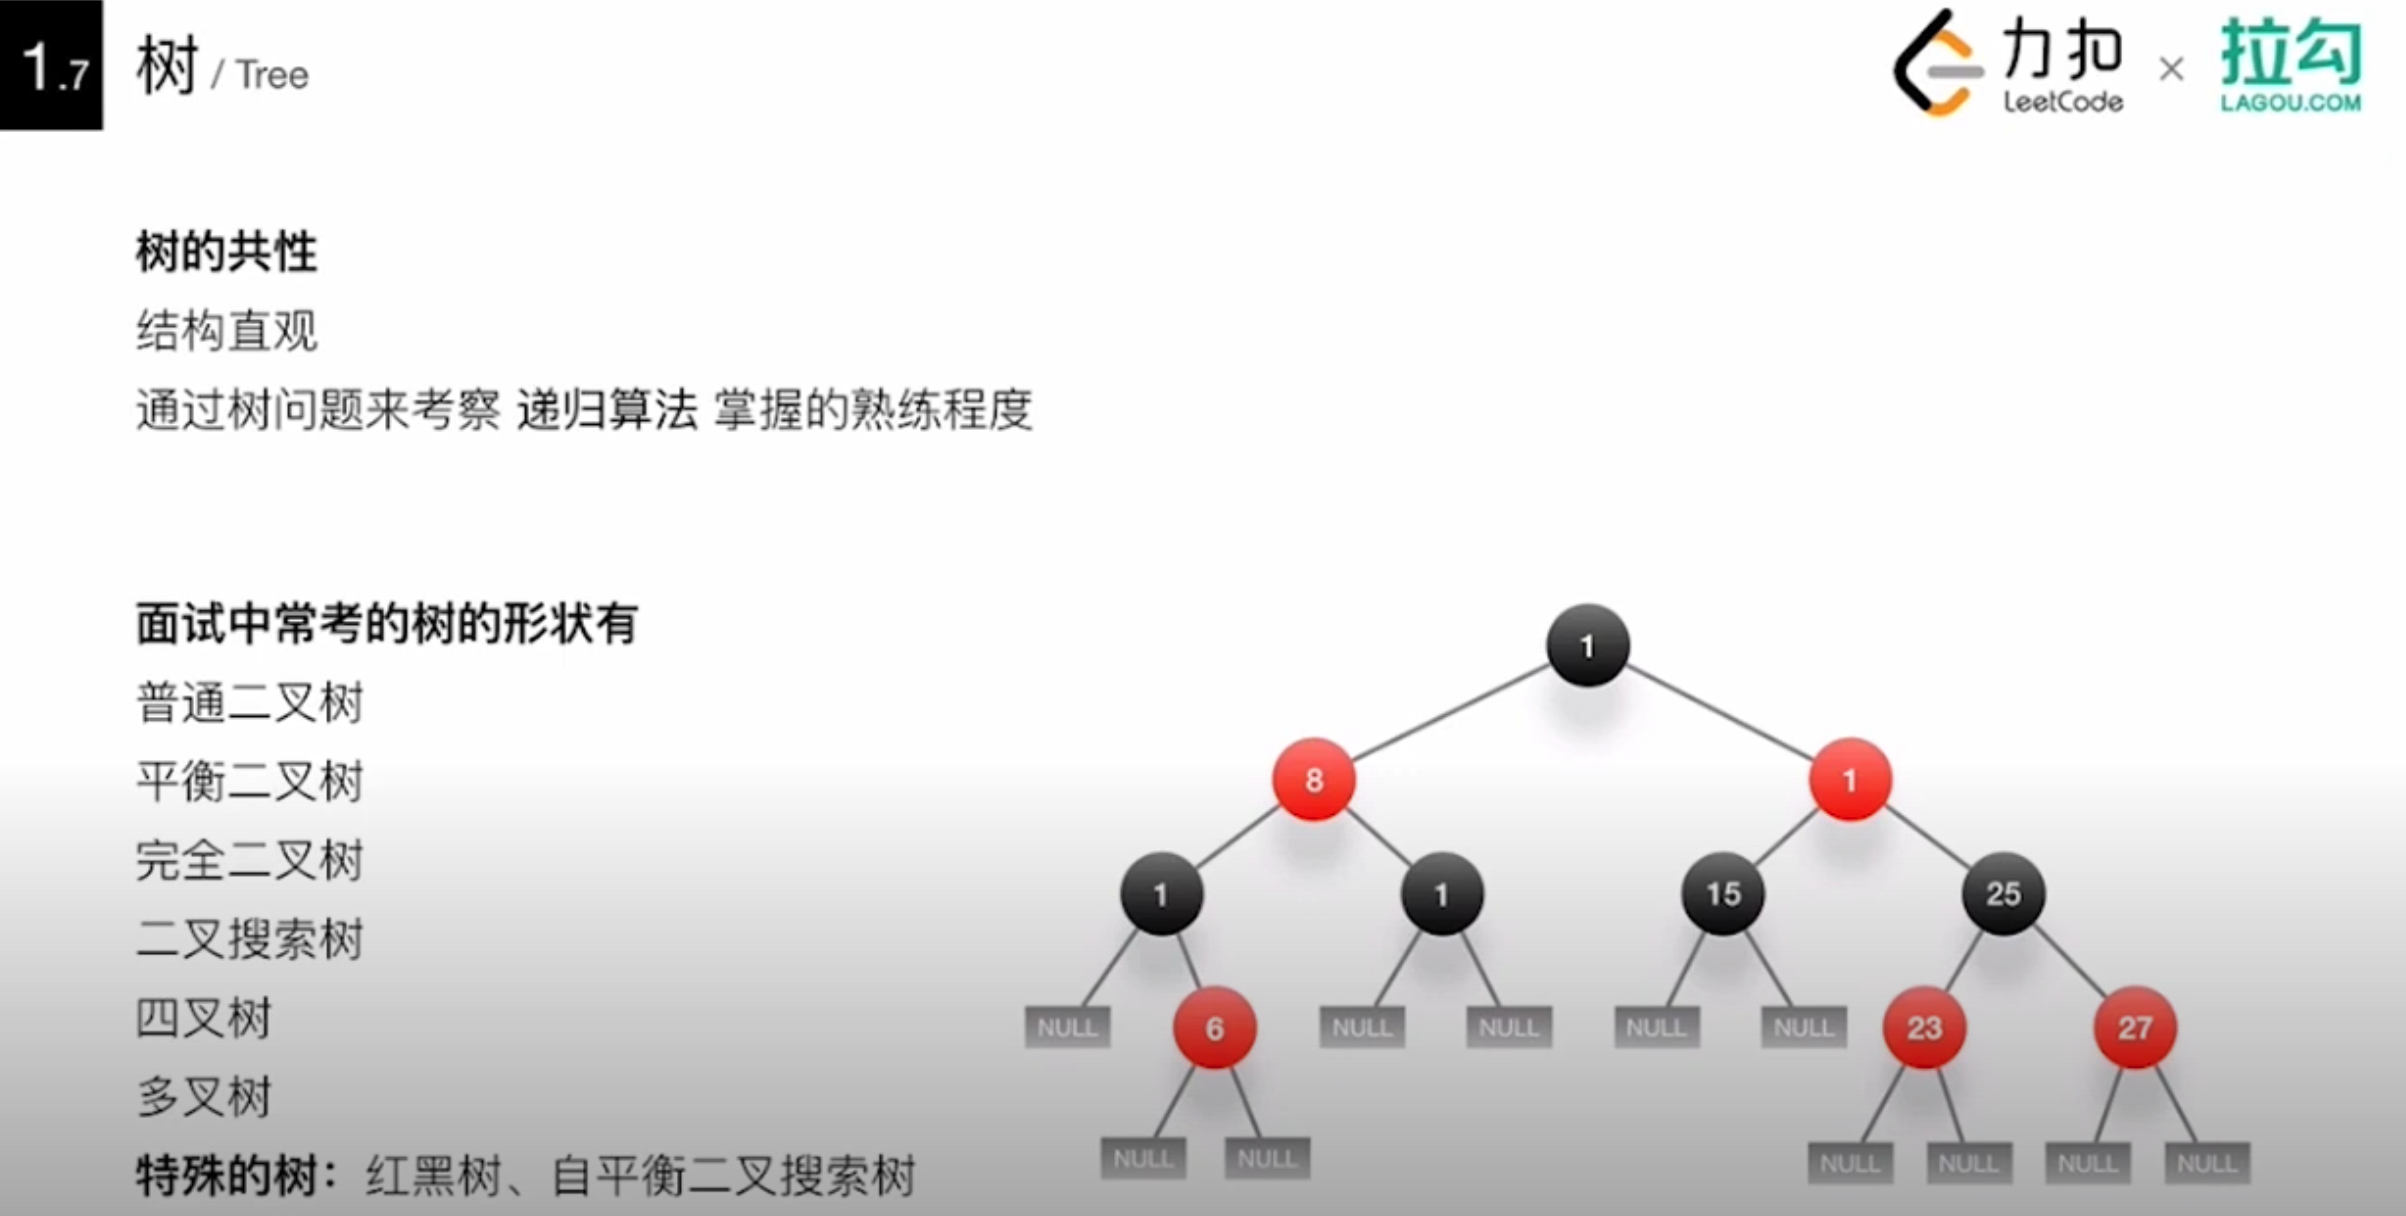 1.7 树 / Tree
力扣 × 拉勾
LeetCode LAGOU.COM
树的共性
结构直观
通过树问题来考察 递归算法 掌握的熟练程度
面试中常考的树的形状有
普通二叉树
平衡二叉树
完全二叉树
二叉搜索树
四叉树
多叉树
特殊的树：红黑树、自平衡二叉搜索树
1
8 1
1 1 15 25
NULL 6 NULL NULL NULL NULL 23 27
NULL NULL NULL NULL NULL NULL